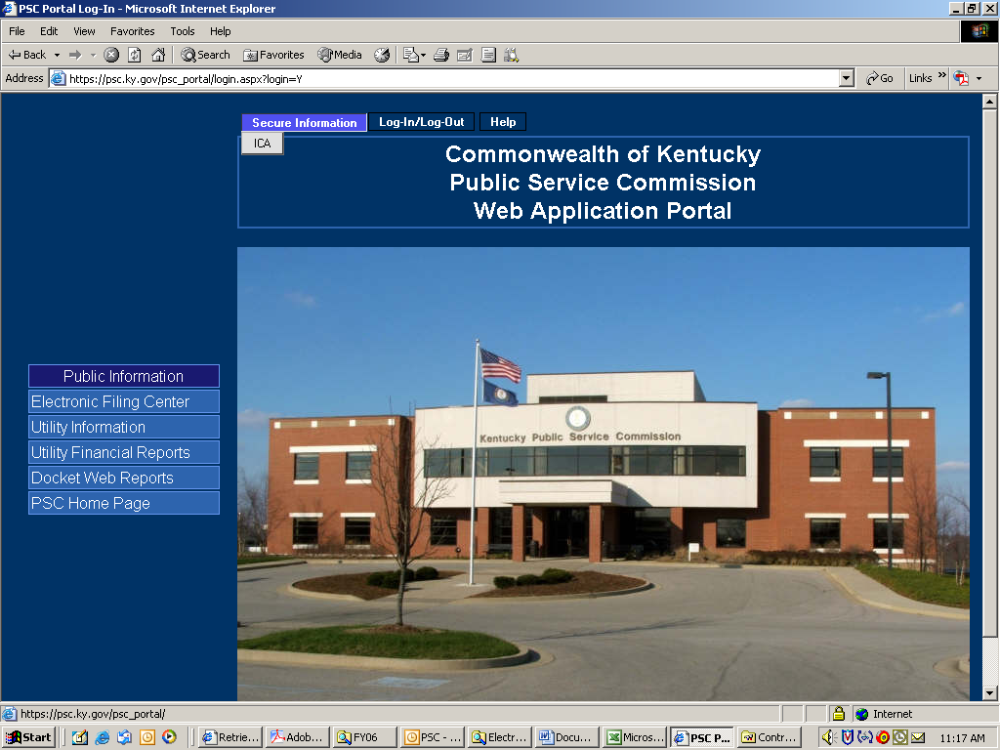 PSC Portal Log-In - Microsoft Internet Explorer
File Edit View Favorites Tools Help
Back Search Favorites Media
Address https://psc.ky.gov/psc_portal/login.aspx?login=Y Go Links »
Secure Information Log-In/Log-Out Help
ICA
Commonwealth of Kentucky
Public Service Commission
Web Application Portal
Kentucky Public Service Commission
Public Information
Electronic Filing Center
Utility Information
Utility Financial Reports
Docket Web Reports
PSC Home Page
https://psc.ky.gov/psc_portal/ Internet
Start Retrie... Adob... FY06 PSC - ... Electr... Docu... Micros... PSC P... Contr... 11:17 AM